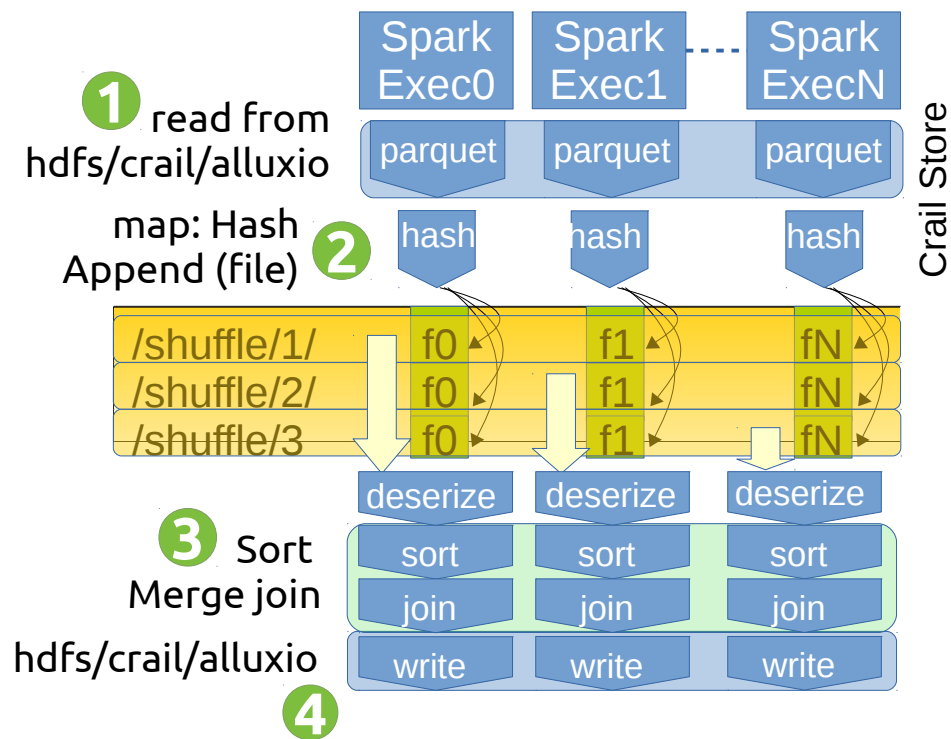 Spark Exec0
Spark Exec1
Spark ExecN
1
read from
hdfs/crail/alluxio
parquet
parquet
parquet
Crail Store
map: Hash
Append (file)
2
hash
hash
hash
/shuffle/1/ f0 f1 fN
/shuffle/2/ f0 f1 fN
/shuffle/3 f0 f1 fN
deserize
deserize
deserize
3
Sort
Merge join
sort
sort
sort
join
join
join
hdfs/crail/alluxio
write
write
write
4